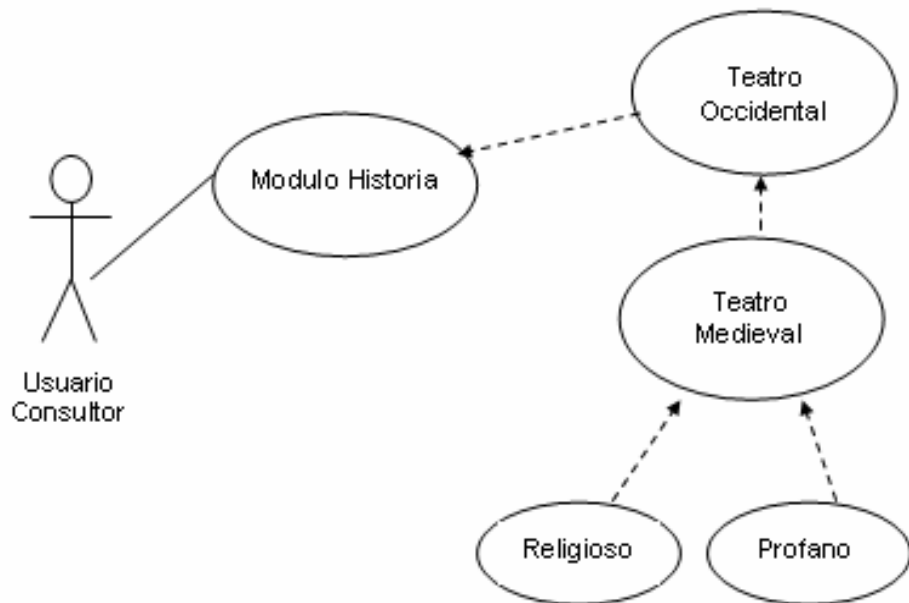 Teatro
Occidental
Modulo Historia
Teatro
Medieval
Usuario
Consultor
Religioso
Profano